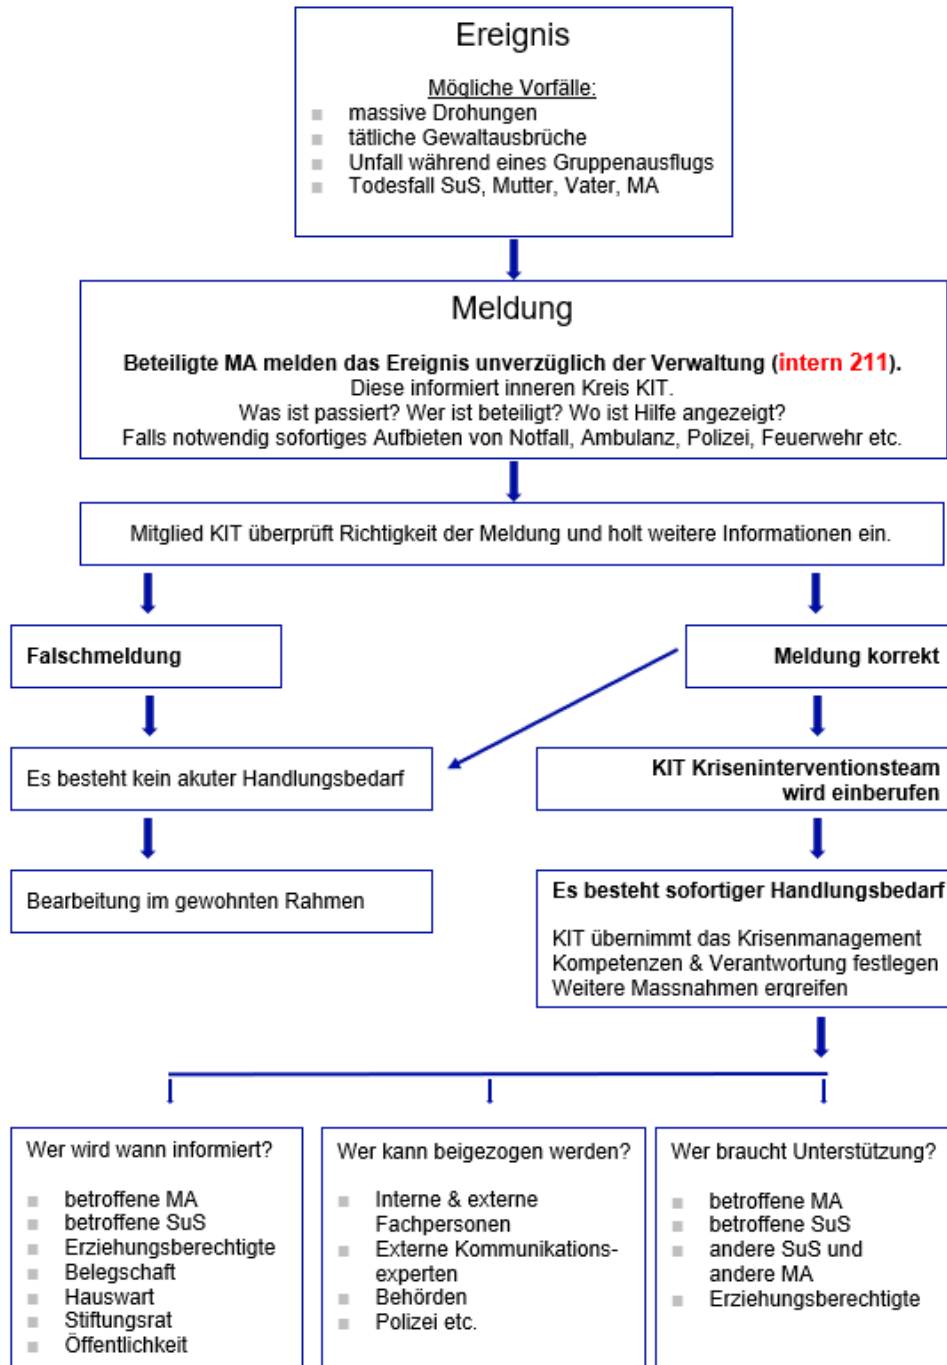 Ereignis
Mögliche Vorfälle:
massive Drohungen
tätliche Gewaltausbrüche
Unfall während eines Gruppenausflugs
Todesfall SuS, Mutter, Vater, MA
Meldung
Beteiligte MA melden das Ereignis unverzüglich der Verwaltung (intern 211).
Diese informiert inneren Kreis KIT.
Was ist passiert? Wer ist beteiligt? Wo ist Hilfe angezeigt?
Falls notwendig sofortiges Aufbieten von Notfall, Ambulanz, Polizei, Feuerwehr etc.
Mitglied KIT überprüft Richtigkeit der Meldung und holt weitere Informationen ein.
Falschmeldung
Meldung korrekt
Es besteht kein akuter Handlungsbedarf
KIT Kriseninterventionsteam
wird einberufen
Bearbeitung im gewohnten Rahmen
Es besteht sofortiger Handlungsbedarf
KIT übernimmt das Krisenmanagement
Kompetenzen & Verantwortung festlegen
Weitere Massnahmen ergreifen
Wer wird wann informiert?
betroffene MA
betroffene SuS
Erziehungsberechtigte
Belegschaft
Hauswart
Stiftungsrat
Öffentlichkeit
Wer kann beigezogen werden?
Interne & externe
Fachpersonen
Externe Kommunikations-
experten
Behörden
Polizei etc.
Wer braucht Unterstützung?
betroffene MA
betroffene SuS
andere SuS und
andere MA
Erziehungsberechtigte